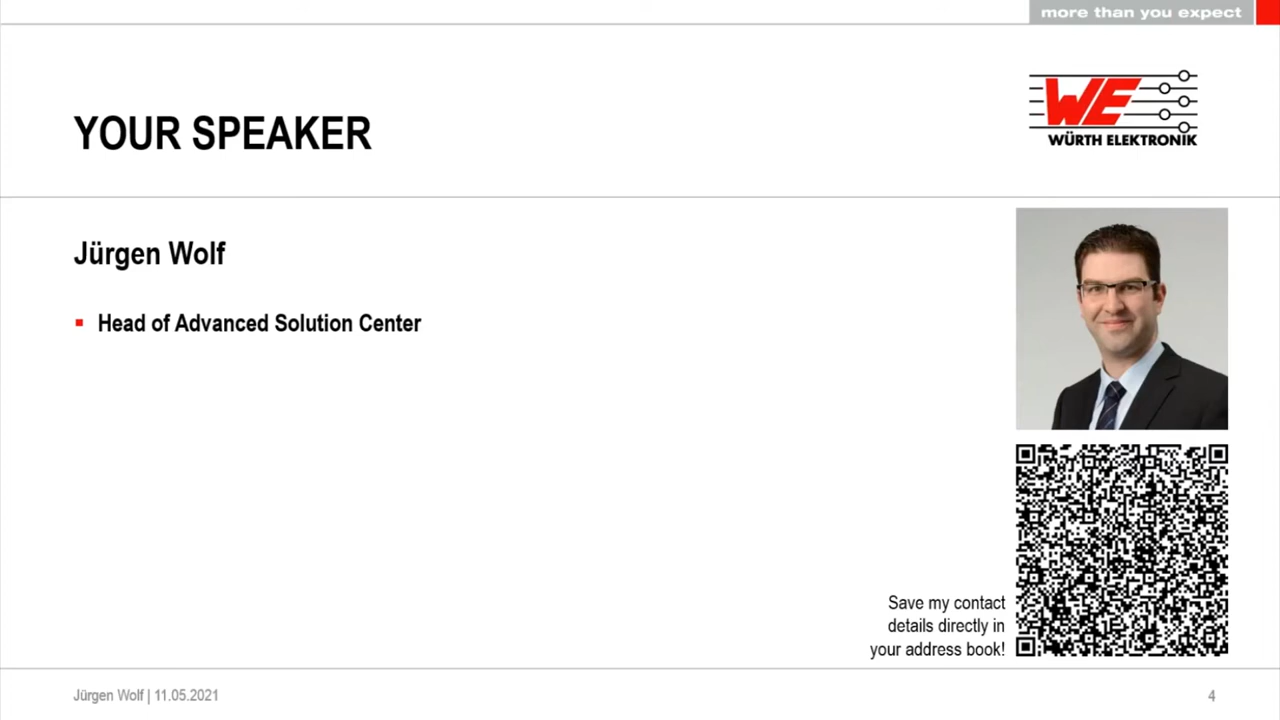 more than you expect
YOUR SPEAKER
WE
WÜRTH ELEKTRONIK
Jürgen Wolf
▪ Head of Advanced Solution Center
Save my contact
details directly in
your address book!
Jürgen Wolf | 11.05.2021
4